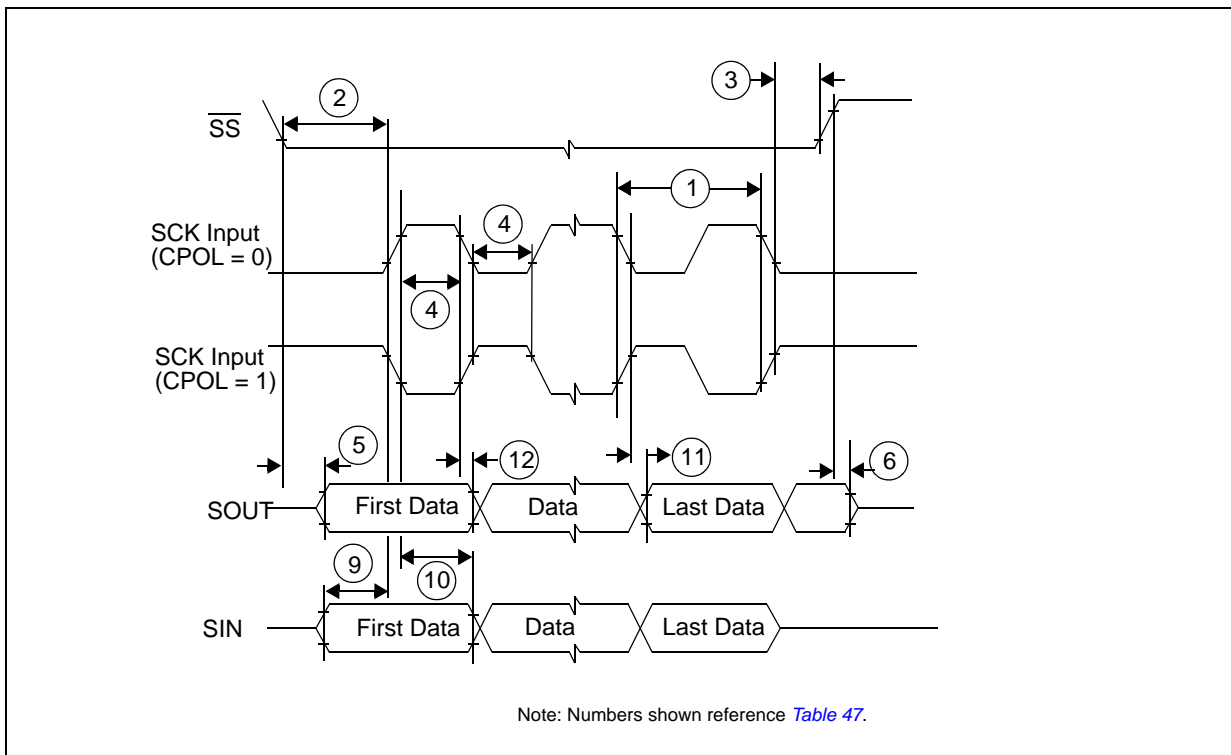 3
2
SS
1
SCK Input
(CPOL = 0)
4
4
SCK Input
(CPOL = 1)
5
12
11
6
SOUT
First Data
Data
Last Data
9
10
SIN
First Data
Data
Last Data
Note: Numbers shown reference Table 47.